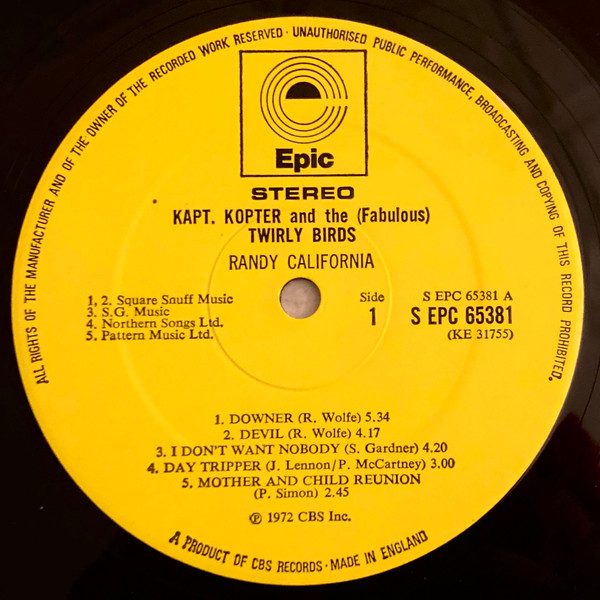 ALL RIGHTS OF THE MANUFACTURER AND OF THE OWNER OF THE RECORDED WORK RESERVED · UNAUTHORISED PUBLIC PERFORMANCE, BROADCASTING AND COPYING OF THIS RECORD PROHIBITED.
Epic
STEREO
KAPT. KOPTER and the (Fabulous)
TWIRLY BIRDS
RANDY CALIFORNIA
1, 2. Square Snuff Music
3. S.G. Music
4. Northern Songs Ltd.
5. Pattern Music Ltd.
Side
1
S EPC 65381 A
S EPC 65381
(KE 31755)
1. DOWNER (R. Wolfe) 5.34
2. DEVIL (R. Wolfe) 4.17
3. I DON'T WANT NOBODY (S. Gardner) 4.20
4. DAY TRIPPER (J. Lennon/P. McCartney) 3.00
5. MOTHER AND CHILD REUNION
(P. Simon) 2.45
℗ 1972 CBS Inc.
A PRODUCT OF CBS RECORDS · MADE IN ENGLAND